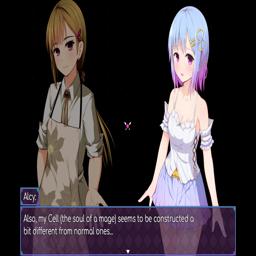 Alcy:
Also, my Cell (the soul of a mage) seems to be constructed a
bit different from normal ones...